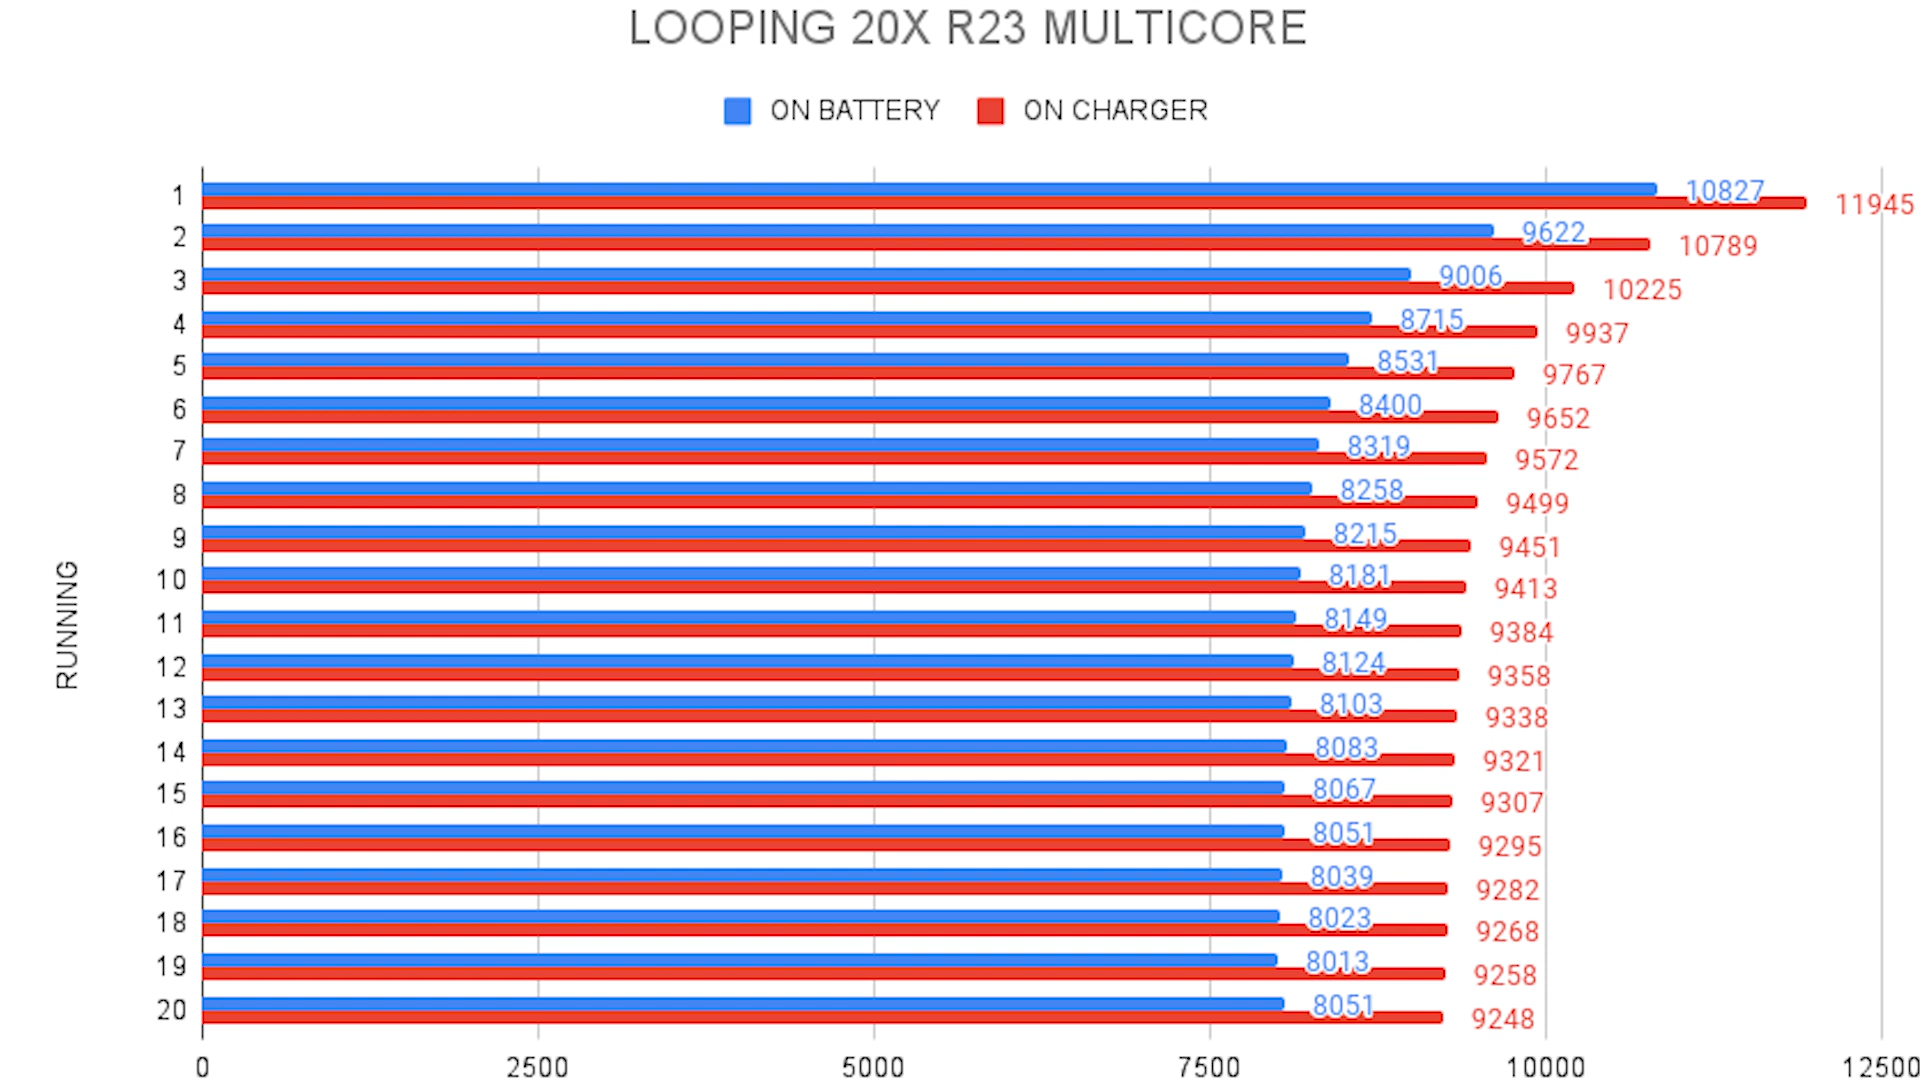 LOOPING 20X R23 MULTICORE
ON BATTERY ON CHARGER
RUNNING
1 10827 11945
2 9622 10789
3 9006 10225
4 8715 9937
5 8531 9767
6 8400 9652
7 8319 9572
8 8258 9499
9 8215 9451
10 8181 9413
11 8149 9384
12 8124 9358
13 8103 9338
14 8083 9321
15 8067 9307
16 8051 9295
17 8039 9282
18 8023 9268
19 8013 9258
20 8051 9248
0 2500 5000 7500 10000 12500